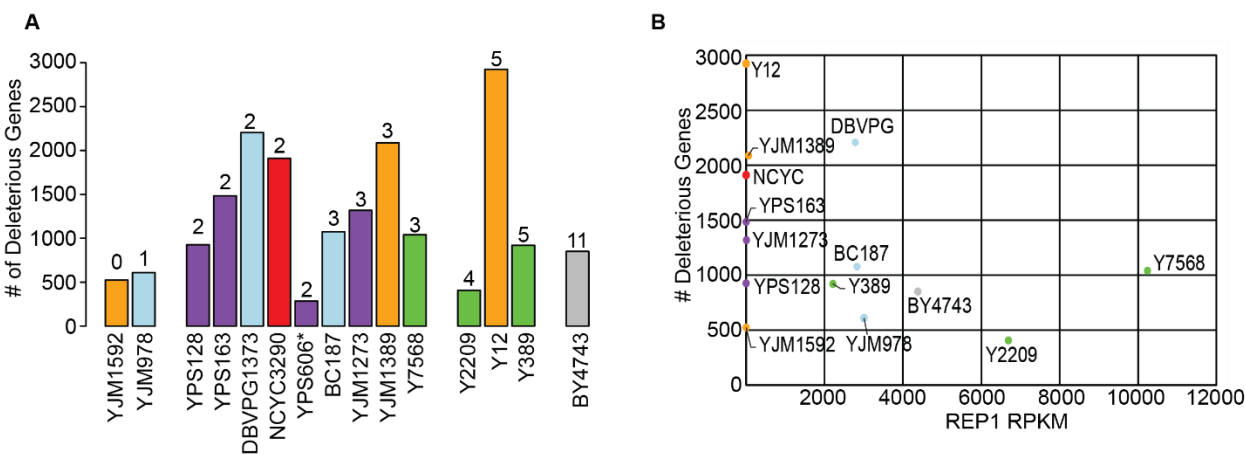 A
# of Deleterious Genes
3000
2500
2000
1500
1000
500
0
0
1
2
2
2
2
2
3
3
3
3
4
5
5
11
YJM1592
YJM978
YPS128
YPS163
DBVPG1373
NCYC3290
YPS606*
BC187
YJM1273
YJM1389
Y7568
Y2209
Y12
Y389
BY4743
B
# Deleterious Genes
3000
2500
2000
1500
1000
500
0
Y12
DBVPG
YJM1389
NCYC
YPS163
YJM1273
BC187
Y7568
YPS128
Y389
BY4743
YJM1592
YJM978
Y2209
2000
4000
6000
8000
10000
12000
REP1 RPKM